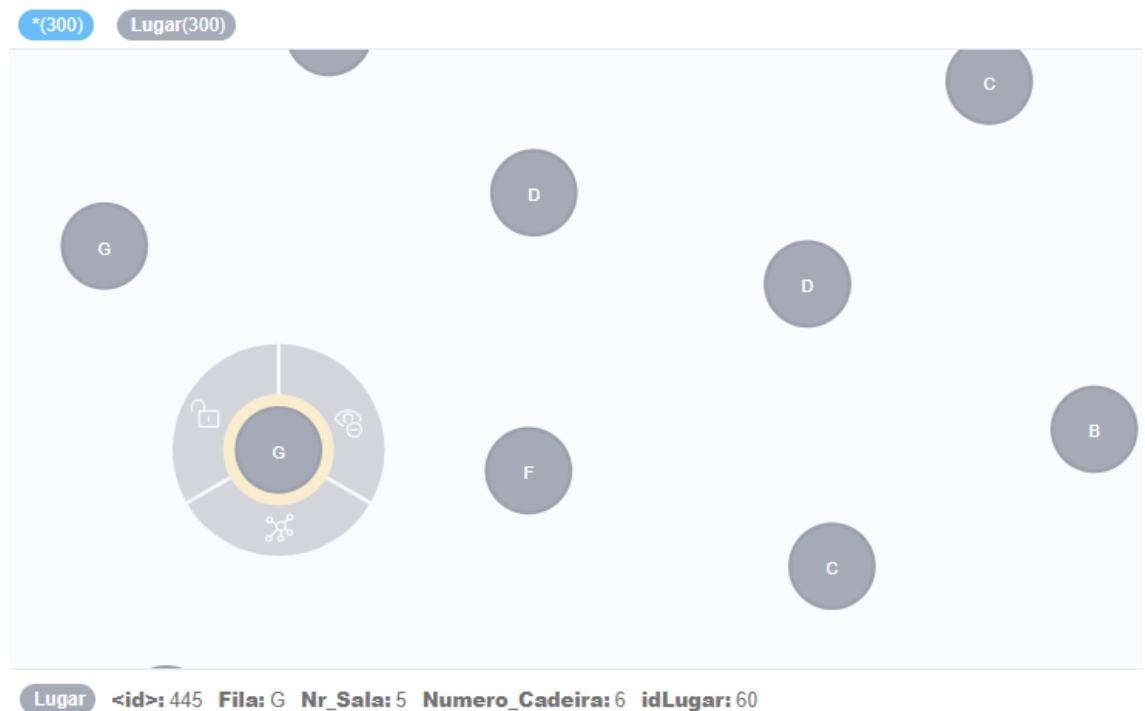 *(300) Lugar(300)
C
D
G
D
B
G
F
C
Lugar <id>: 445 Fila: G Nr_Sala: 5 Numero_Cadeira: 6 idLugar: 60